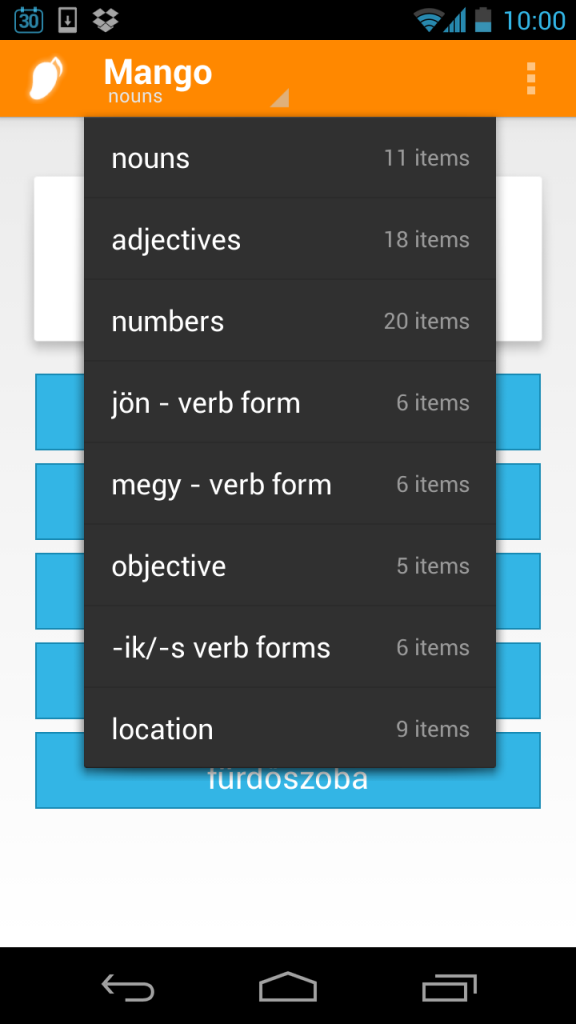 30
10:00
Mango
nouns
nouns 11 items
adjectives 18 items
numbers 20 items
jön - verb form 6 items
megy - verb form 6 items
objective 5 items
-ik/-s verb forms 6 items
location 9 items
fürdőszoba